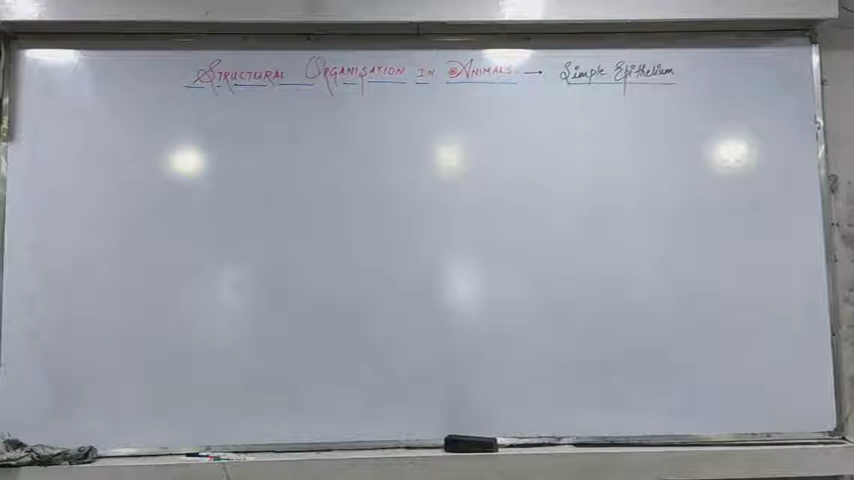 STRUCTURAL ORGANISATION IN ANIMALS → Simple Epithelium